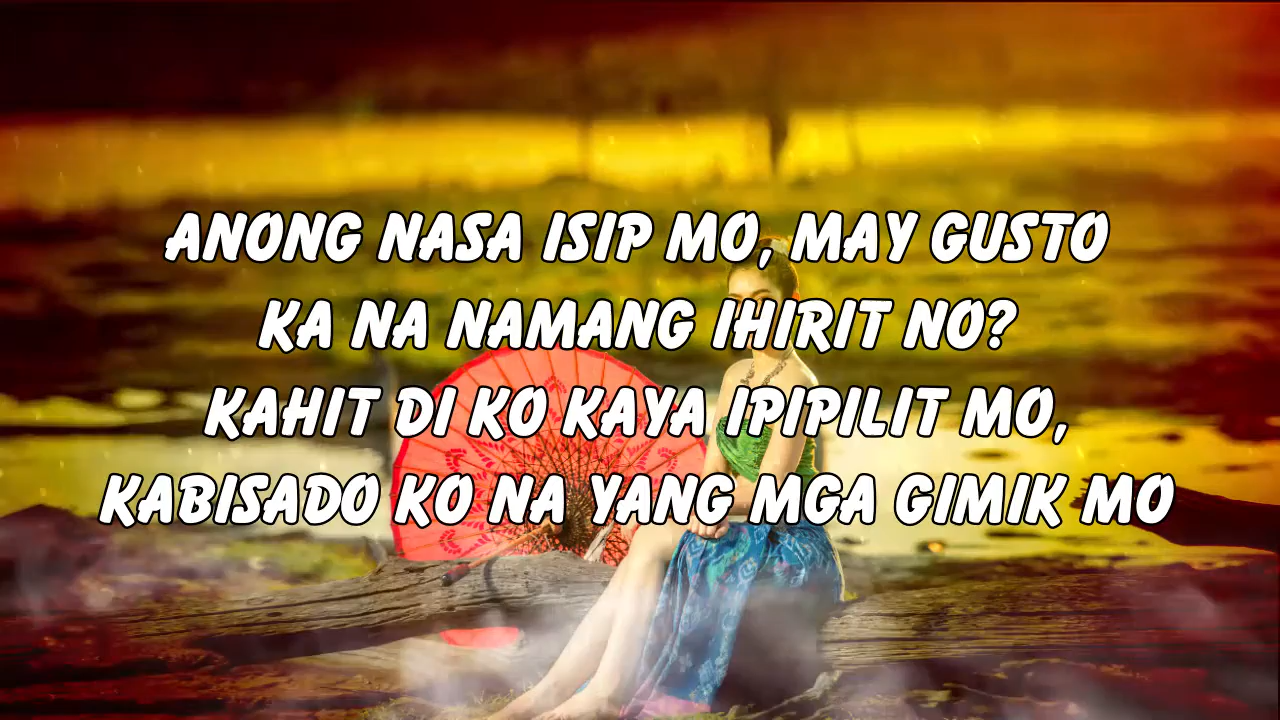 ANONG NASA ISIP MO, MAY GUSTO
KA NA NAMANG IHIRIT NO?
KAHIT DI KO KAYA IPIPILIT MO,
KABISADO KO NA YANG MGA GIMIK MO